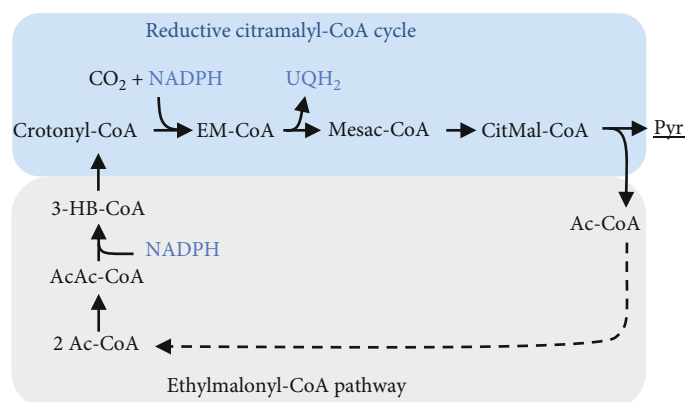 Reductive citramalyl-CoA cycle
CO₂ + NADPH
UQH₂
Crotonyl-CoA
EM-CoA
Mesac-CoA
CitMal-CoA
Pyr
3-HB-CoA
Ac-CoA
NADPH
AcAc-CoA
2 Ac-CoA
Ethylmalonyl-CoA pathway